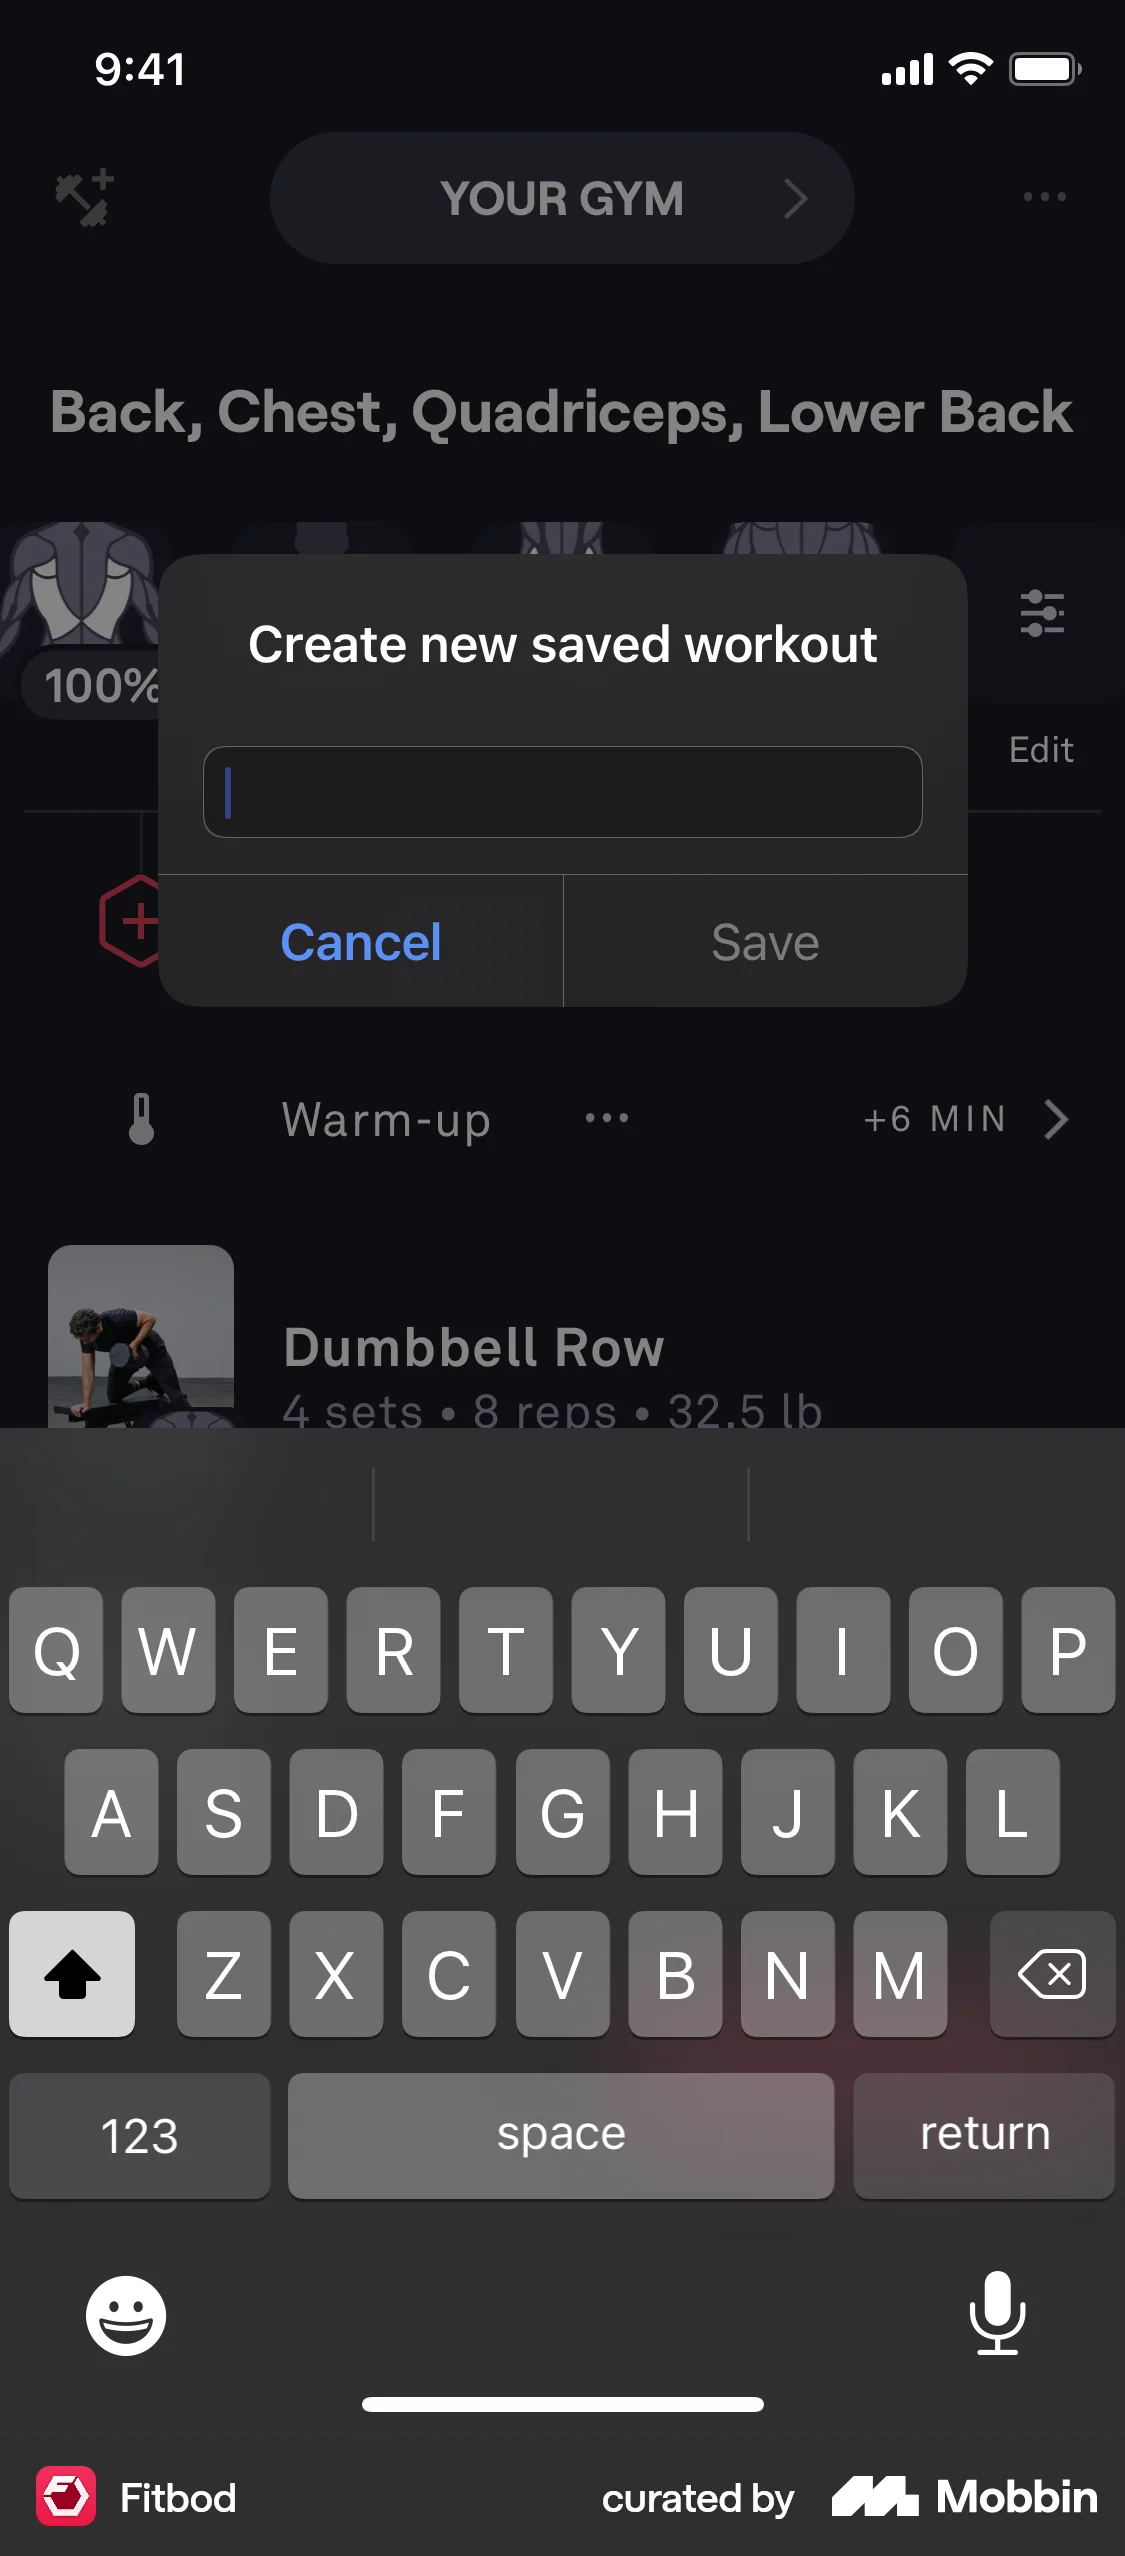 9:41
YOUR GYM
Back, Chest, Quadriceps, Lower Back
100%
Create new saved workout
Edit
Cancel
Save
Warm-up
+6 MIN
Dumbbell Row
4 sets • 8 reps • 32.5 lb
Q W E R T Y U I O P
A S D F G H J K L
Z X C V B N M
123 space return
Fitbod
curated by Mobbin